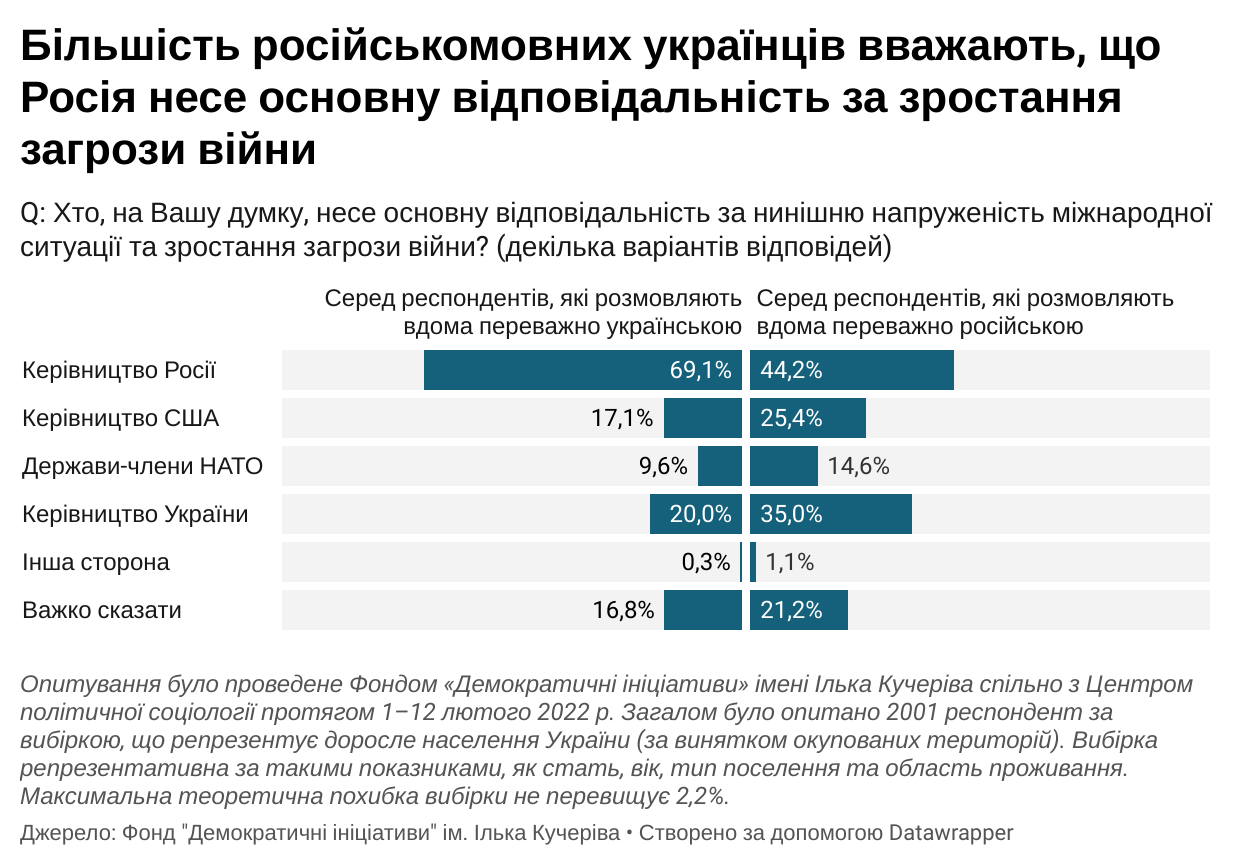 Більшість російськомовних українців вважають, що
Росія несе основну відповідальність за зростання
загрози війни
Q: Хто, на Вашу думку, несе основну відповідальність за нинішню напруженість міжнародної
ситуації та зростання загрози війни? (декілька варіантів відповідей)
Серед респондентів, які розмовляють
вдома переважно українською
Серед респондентів, які розмовляють
вдома переважно російською
Керівництво Росії 69,1% 44,2%
Керівництво США 17,1% 25,4%
Держави-члени НАТО 9,6% 14,6%
Керівництво України 20,0% 35,0%
Інша сторона 0,3% 1,1%
Важко сказати 16,8% 21,2%
Опитування було проведене Фондом «Демократичні ініціативи» імені Ілька Кучеріва спільно з Центром
політичної соціології протягом 1–12 лютого 2022 р. Загалом було опитано 2001 респондент за
вибіркою, що репрезентує доросле населення України (за винятком окупованих територій). Вибірка
репрезентативна за такими показниками, як стать, вік, тип поселення та область проживання.
Максимальна теоретична похибка вибірки не перевищує 2,2%.
Джерело: Фонд "Демократичні ініціативи" ім. Ілька Кучеріва • Створено за допомогою Datawrapper